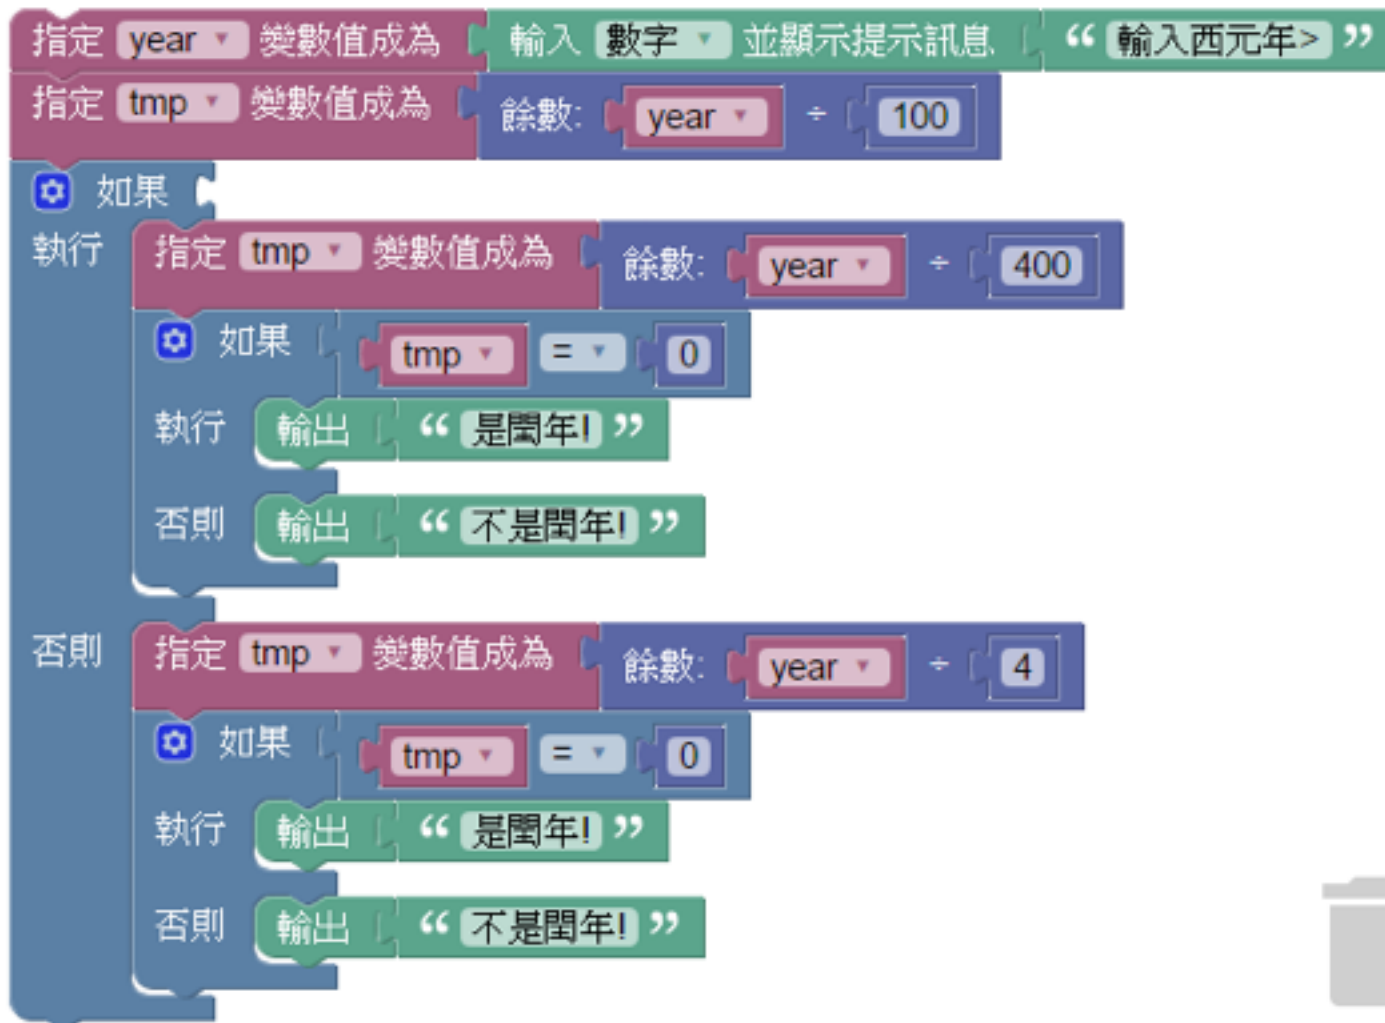 指定 year 變數值成為 輸入 數字 並顯示提示訊息 “ 輸入西元年> ”
指定 tmp 變數值成為 餘數: year ÷ 100
如果
執行 指定 tmp 變數值成為 餘數: year ÷ 400
如果 tmp = 0
執行 輸出 “ 是閏年! ”
否則 輸出 “ 不是閏年! ”
否則 指定 tmp 變數值成為 餘數: year ÷ 4
如果 tmp = 0
執行 輸出 “ 是閏年! ”
否則 輸出 “ 不是閏年! ”